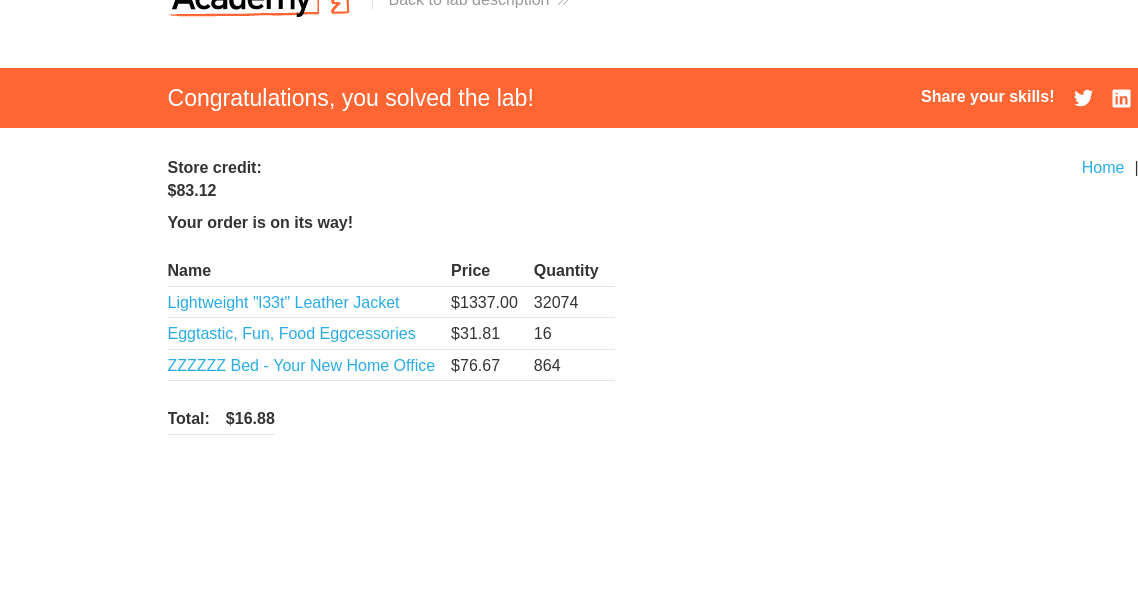 Academy
Back to lab description
Congratulations, you solved the lab!
Share your skills!
Home |
Store credit:
$83.12
Your order is on its way!
Name Price Quantity
Lightweight "l33t" Leather Jacket $1337.00 32074
Eggtastic, Fun, Food Eggcessories $31.81 16
ZZZZZZ Bed - Your New Home Office $76.67 864
Total: $16.88